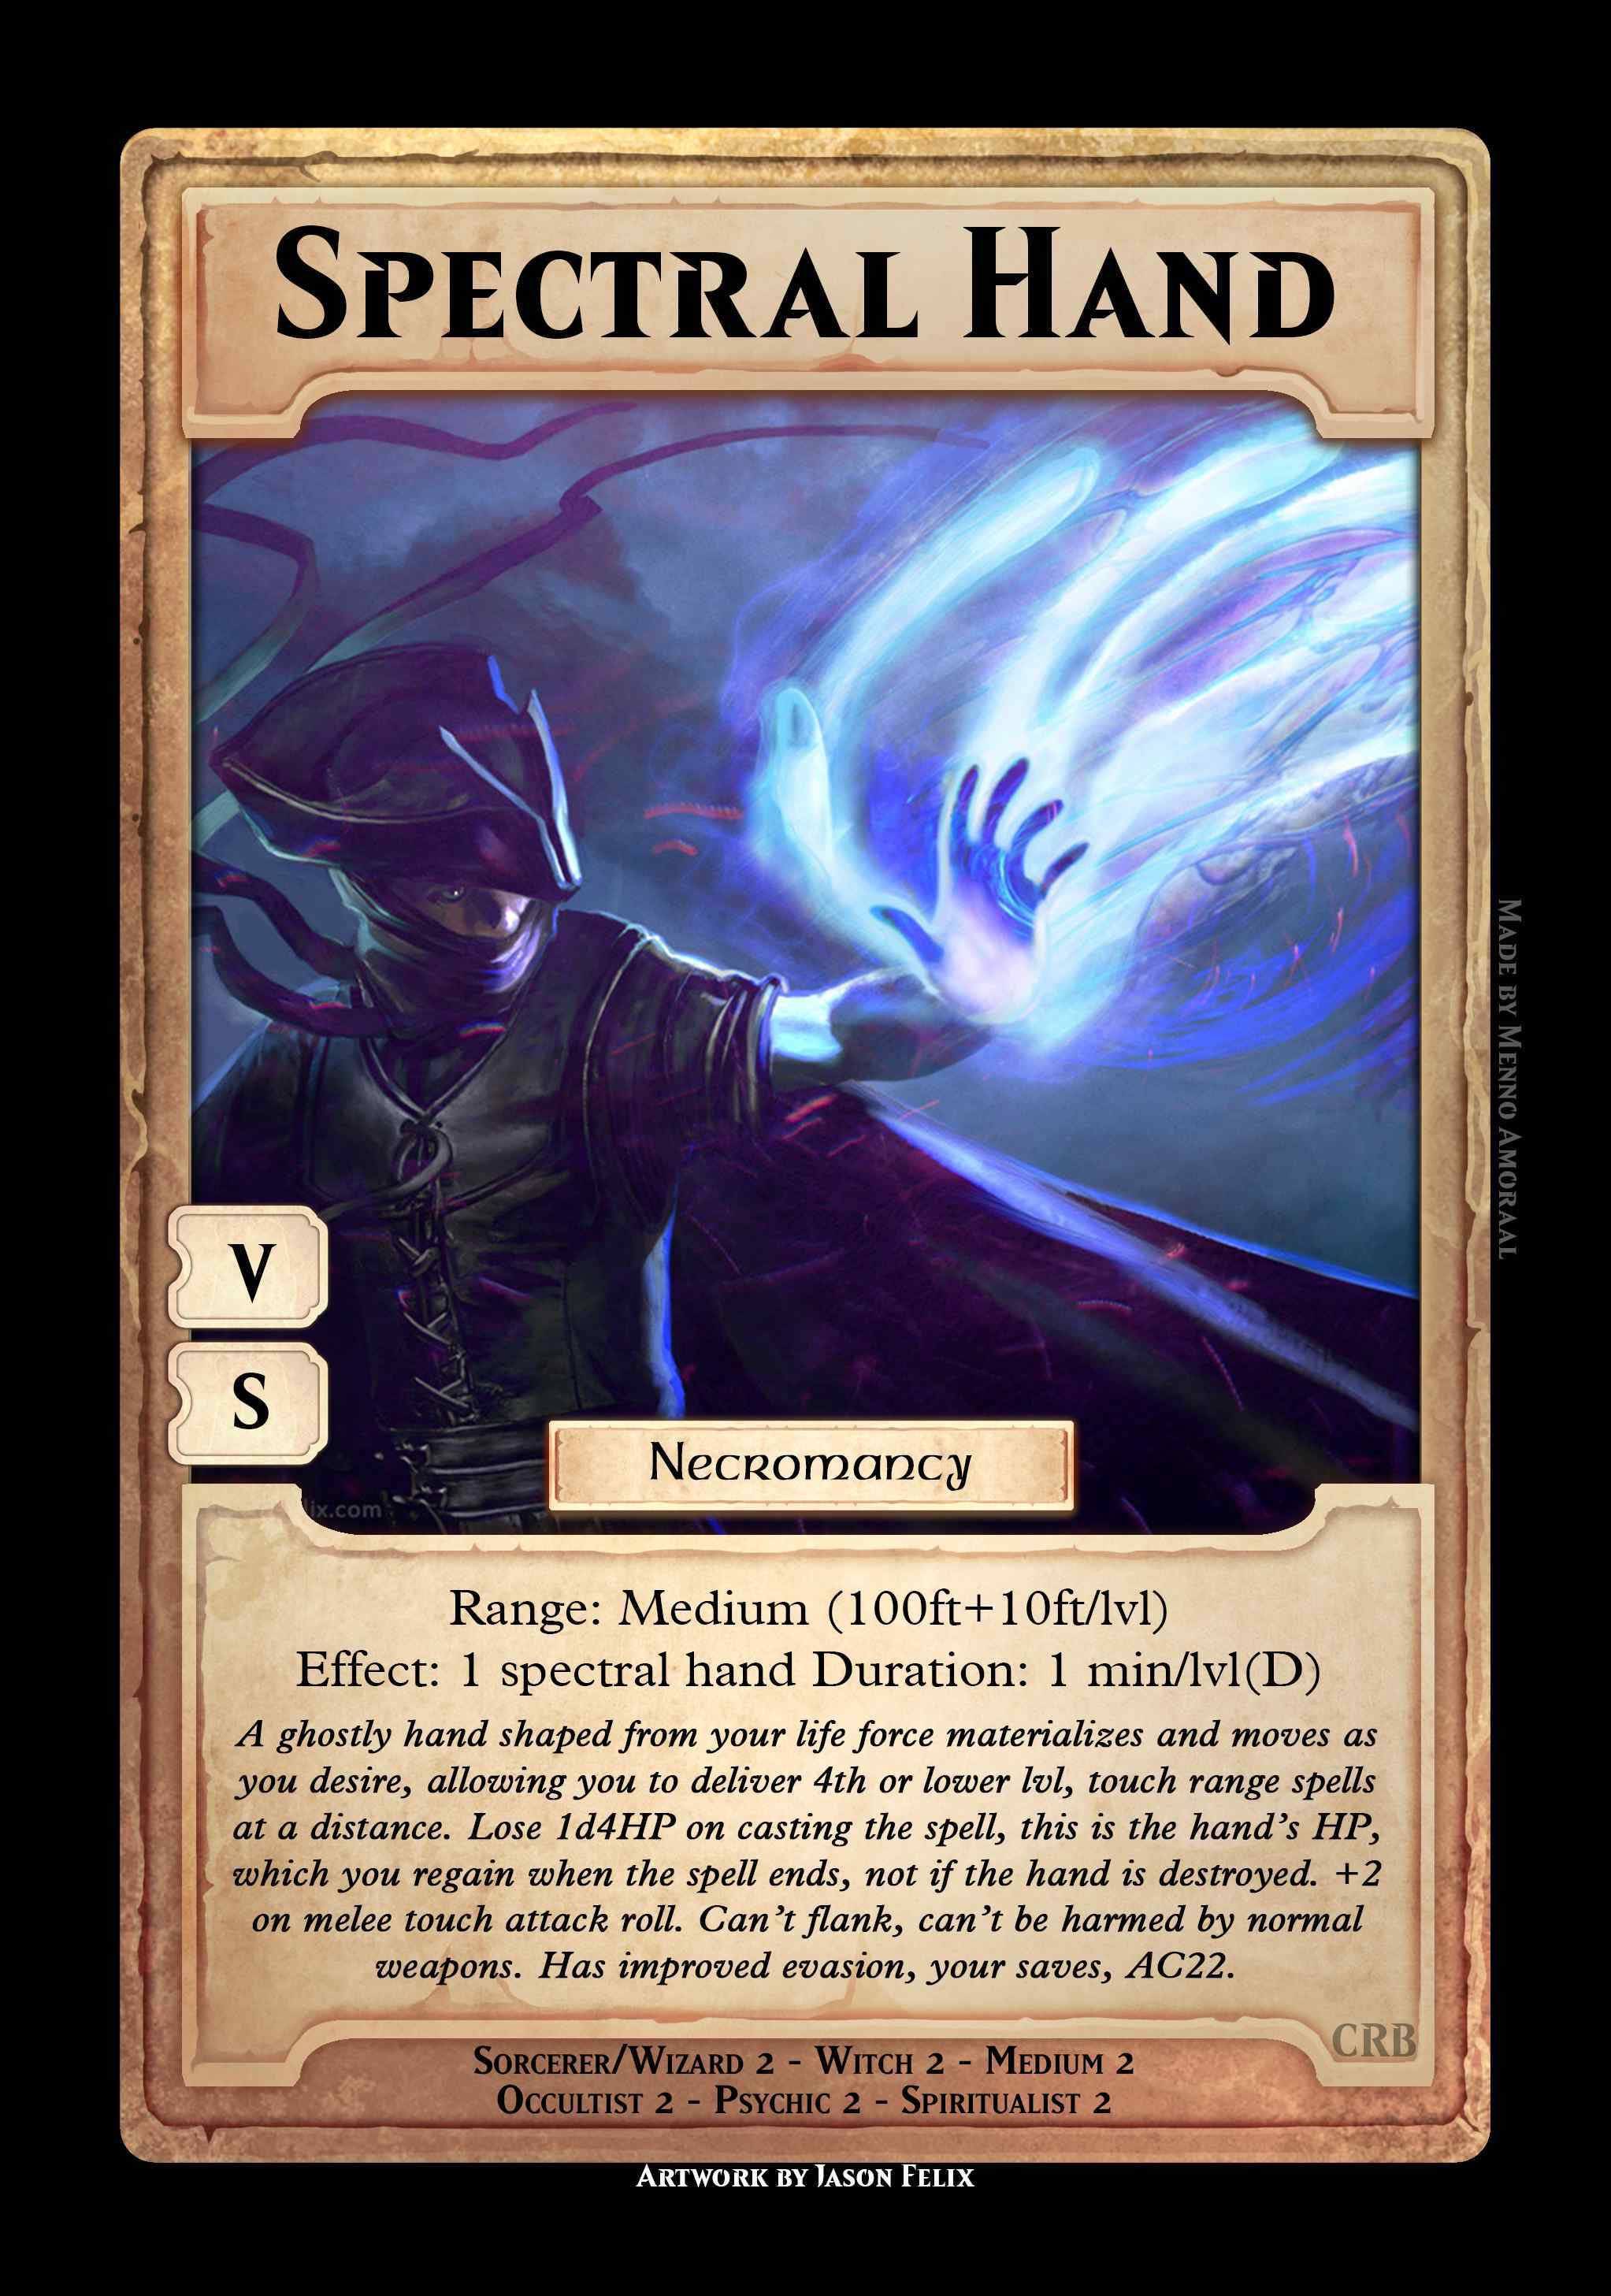 Spectral Hand
V
S
ix.com
Necromancy
Range: Medium (100ft+10ft/lvl)
Effect: 1 spectral hand Duration: 1 min/lvl(D)
A ghostly hand shaped from your life force materializes and moves as
you desire, allowing you to deliver 4th or lower lvl, touch range spells
at a distance. Lose 1d4HP on casting the spell, this is the hand's HP,
which you regain when the spell ends, not if the hand is destroyed. +2
on melee touch attack roll. Can't flank, can't be harmed by normal
weapons. Has improved evasion, your saves, AC22.
CRB
Sorcerer/Wizard 2 - Witch 2 - Medium 2
Occultist 2 - Psychic 2 - Spiritualist 2
Artwork by Jason Felix
Made by Menno Amoraal